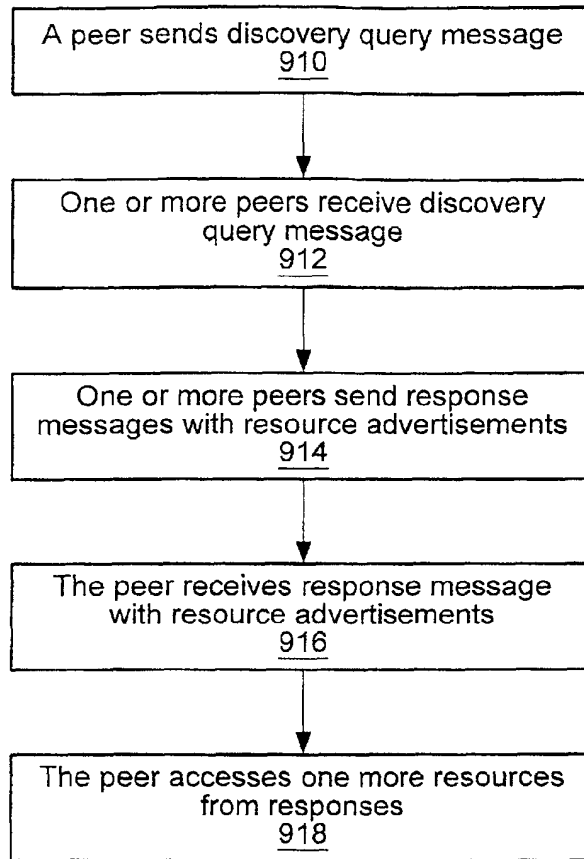 A peer sends discovery query message
910
One or more peers receive discovery
query message
912
One or more peers send response
messages with resource advertisements
914
The peer receives response message
with resource advertisements
916
The peer accesses one more resources
from responses
918